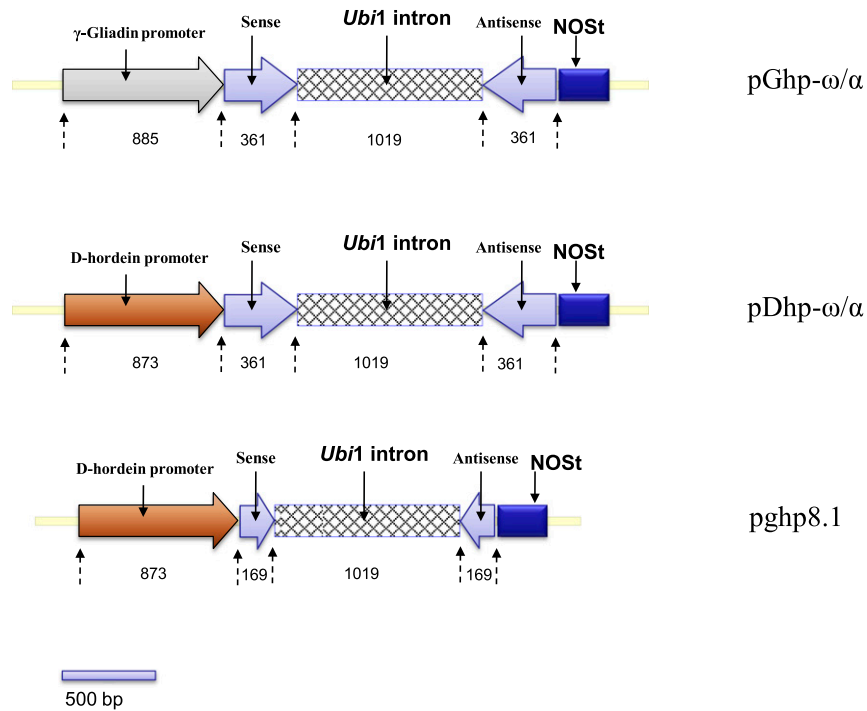 γ-Gliadin promoter Sense Ubi1 intron Antisense NOSt
pGhp-ω/α
885 361 1019 361
D-hordein promoter Sense Ubi1 intron Antisense NOSt
pDhp-ω/α
873 361 1019 361
D-hordein promoter Sense Ubi1 intron Antisense NOSt
pghp8.1
873 169 1019 169
500 bp